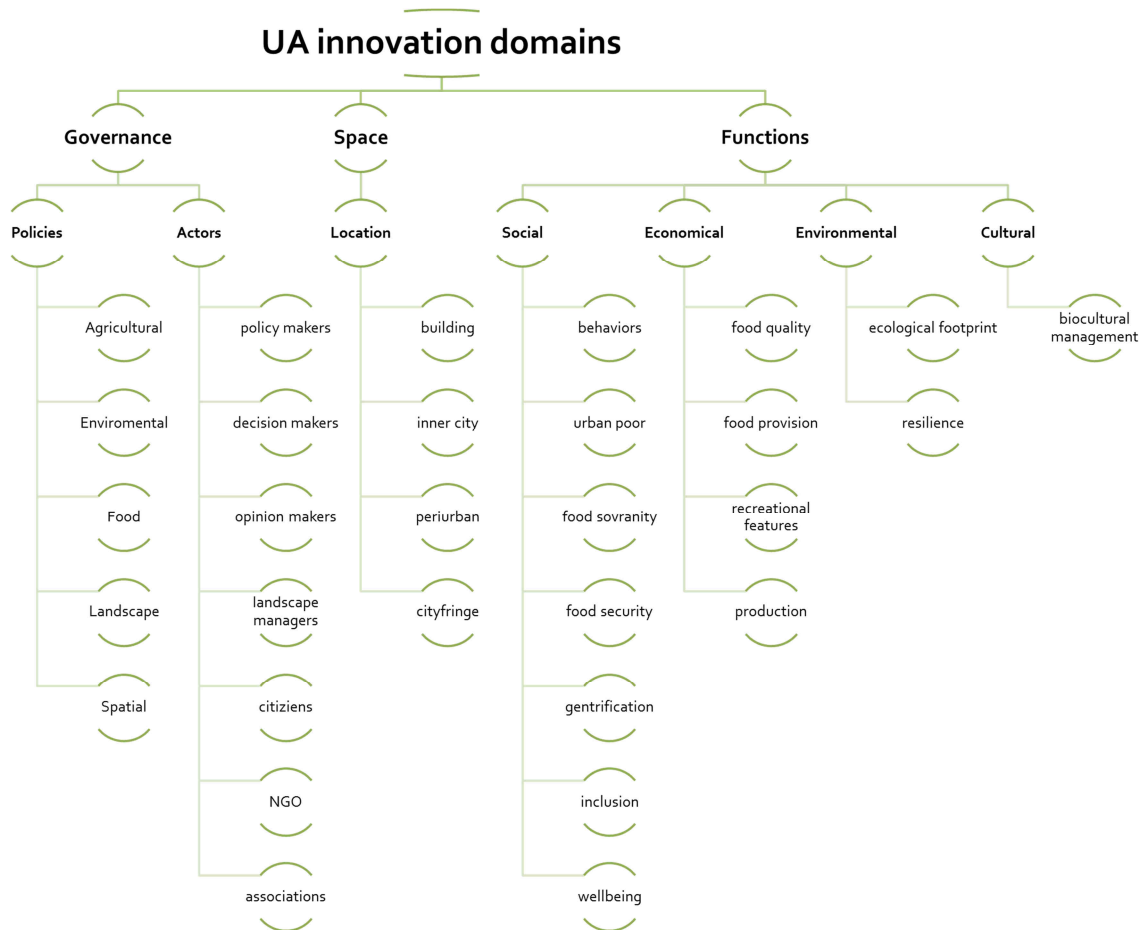 UA innovation domains
Governance
Space
Functions
Policies
Actors
Location
Social
Economical
Environmental
Cultural
Agricultural
policy makers
building
behaviors
food quality
ecological footprint
biocultural
management
Enviromental
decision makers
inner city
urban poor
food provision
resilience
Food
opinion makers
periurban
food sovranity
recreational
features
Landscape
landscape
managers
cityfringe
food security
production
Spatial
citiziens
gentrification
NGO
inclusion
associations
wellbeing